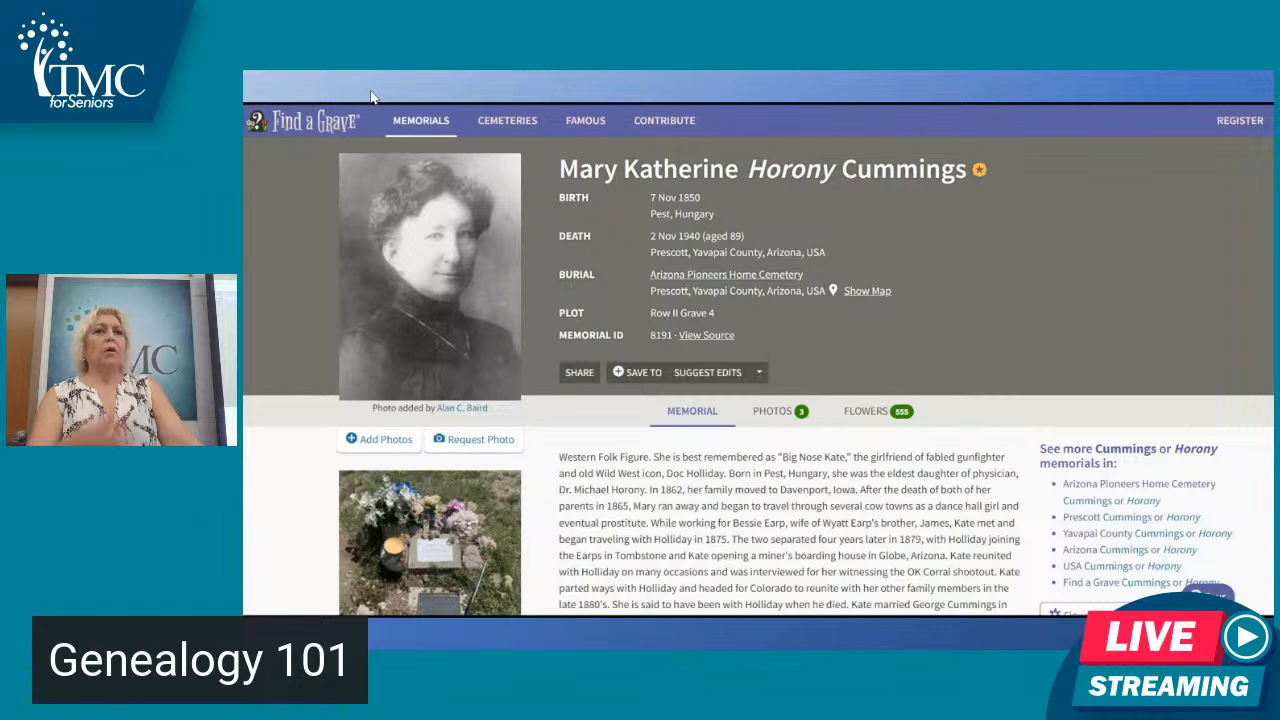 TMC
for Seniors
Find a Grave®
MEMORIALS
CEMETERIES
FAMOUS
CONTRIBUTE
REGISTER
Mary Katherine Horony Cummings
BIRTH 7 Nov 1850
Pest, Hungary
DEATH 2 Nov 1940 (aged 89)
Prescott, Yavapai County, Arizona, USA
BURIAL Arizona Pioneers Home Cemetery
Prescott, Yavapai County, Arizona, USA Show Map
PLOT Row II Grave 4
MEMORIAL ID 8191 · View Source
SHARE
SAVE TO
SUGGEST EDITS
Photo added by Alan C. Baird
MEMORIAL
PHOTOS 3
FLOWERS 555
Add Photos
Request Photo
Western Folk Figure. She is best remembered as "Big Nose Kate," the girlfriend of fabled gunfighter
and old Wild West icon, Doc Holliday. Born in Pest, Hungary, she was the eldest daughter of physician,
Dr. Michael Horony. In 1862, her family moved to Davenport, Iowa. After the death of both of her
parents in 1865, Mary ran away and began to travel through several cow towns as a dance hall girl and
eventual prostitute. While working for Bessie Earp, wife of Wyatt Earp's brother, James, Kate met and
began traveling with Holliday in 1875. The two separated four years later in 1879, with Holliday joining
the Earps in Tombstone and Kate opening a miner's boarding house in Globe, Arizona. Kate reunited
with Holliday on many occasions and was interviewed for her witnessing the OK Corral shootout. Kate
parted ways with Holliday and headed for Colorado to reunite with her other family members in the
late 1880's. She is said to have been with Holliday when he died. Kate married George Cummings in
See more Cummings or Horony
memorials in:
Arizona Pioneers Home Cemetery
Cummings or Horony
Prescott Cummings or Horony
Yavapai County Cummings or Horony
Arizona Cummings or Horony
USA Cummings or Horony
Find a Grave Cummings or Horony
MC
Genealogy 101
LIVE
STREAMING